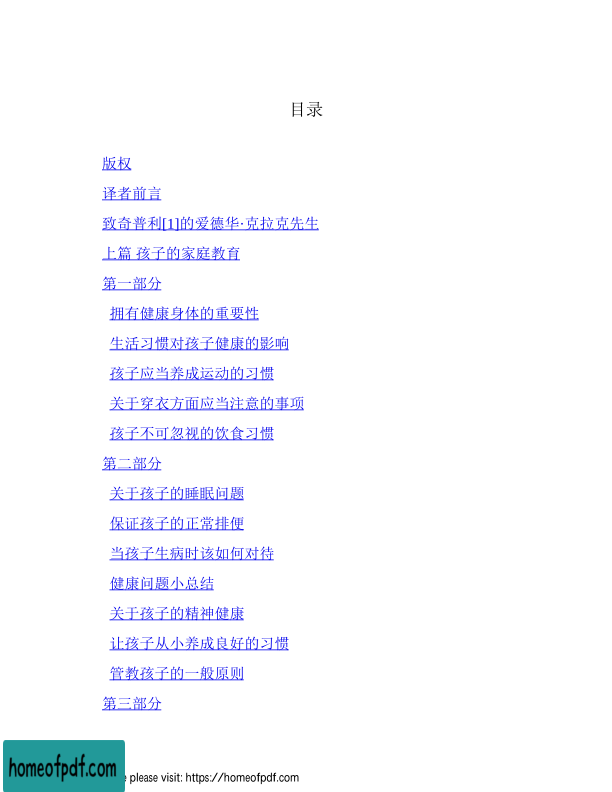 目录
版权
译者前言
致奇普利[1]的爱德华·克拉克先生
上篇 孩子的家庭教育
第一部分
拥有健康身体的重要性
生活习惯对孩子健康的影响
孩子应当养成运动的习惯
关于穿衣方面应当注意的事项
孩子不可忽视的饮食习惯
第二部分
关于孩子的睡眠问题
保证孩子的正常排便
当孩子生病时该如何对待
健康问题小总结
关于孩子的精神健康
让孩子从小养成良好的习惯
管教孩子的一般原则
第三部分
homeofpdf.com
please visit: https://homeofpdf.com